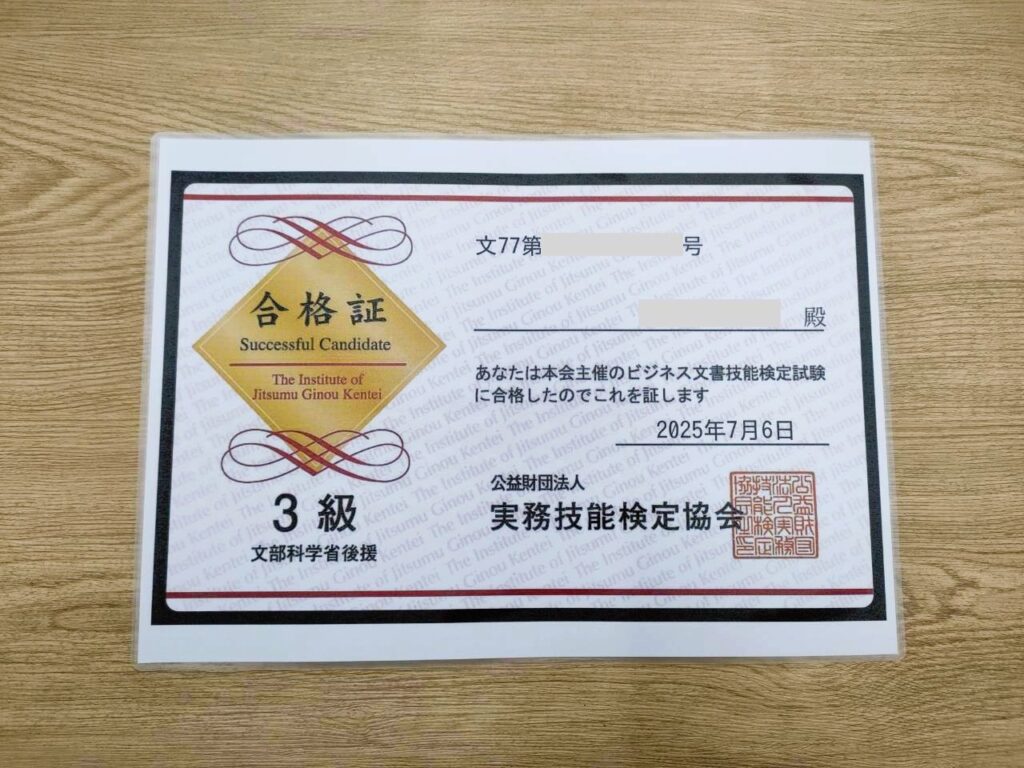 合格証
Successful Candidate
The Institute of
Jitsumu Ginou Kentei
3級
文部科学省後援
文77第
号
殿
あなたは本会主催のビジネス文書技能検定試験
に合格したのでこれを証します
2025年7月6日
公益財団法人
実務技能検定協会